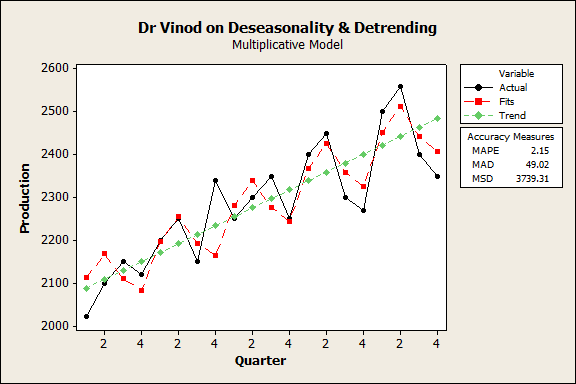 Dr Vinod on Deseasonality & Detrending
Multiplicative Model
Production
2600
2500
2400
2300
2200
2100
2000
2 4 2 4 2 4 2 4 2 4
Quarter
Variable
Actual
Fits
Trend
Accuracy Measures
MAPE 2.15
MAD 49.02
MSD 3739.31